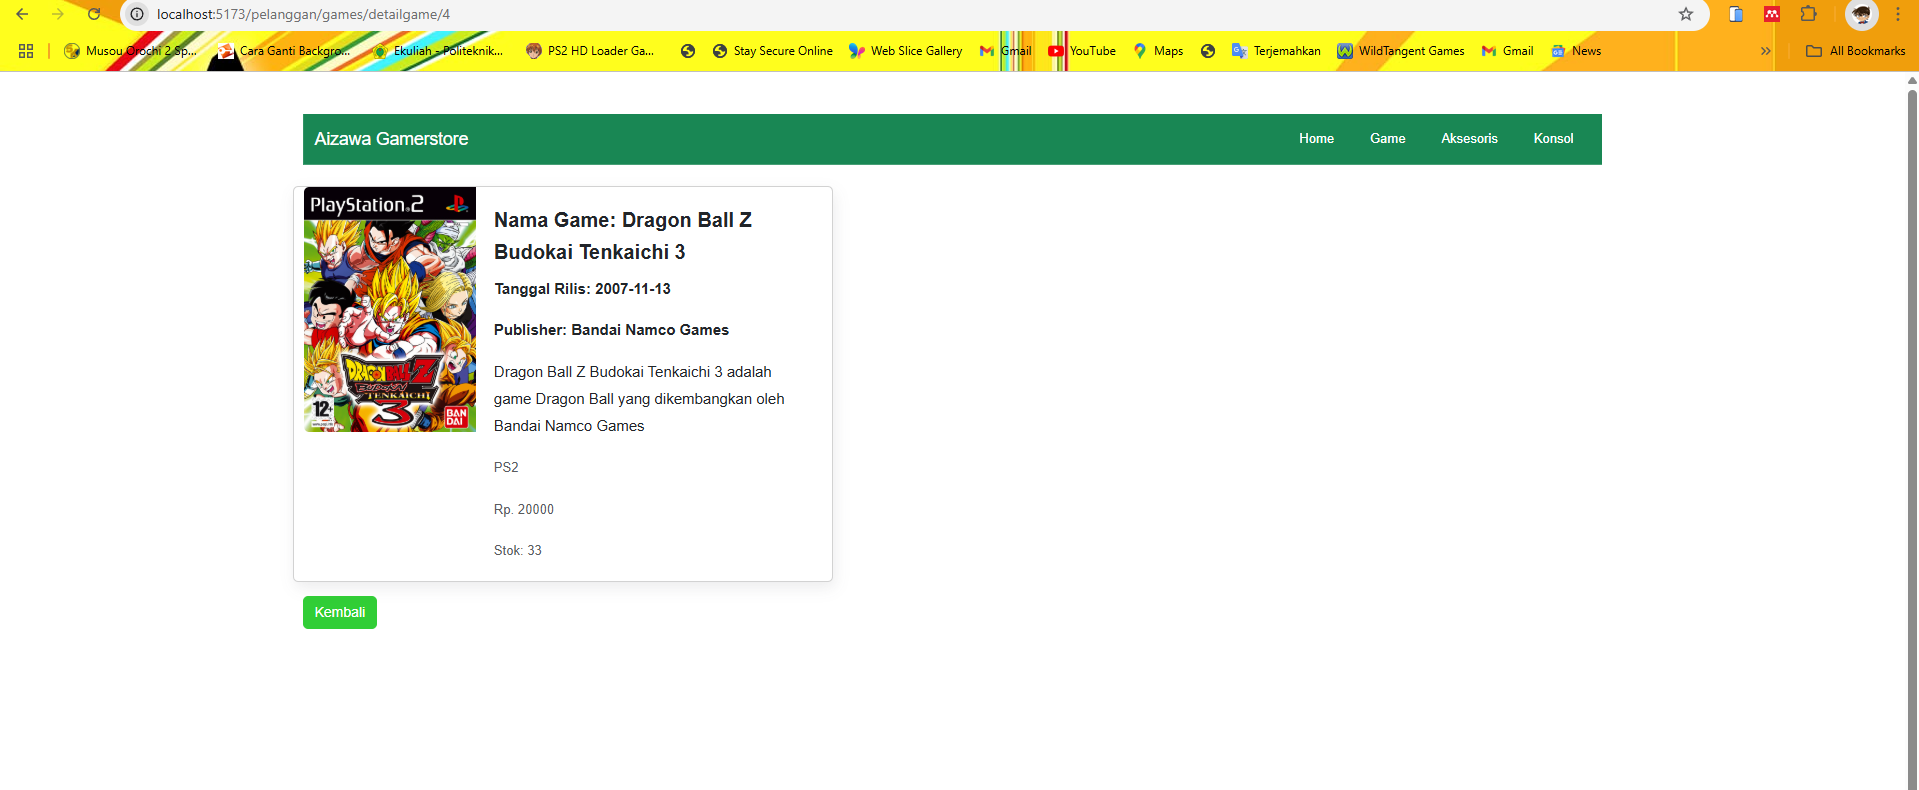 localhost:5173/pelanggan/games/detailgame/4
Musou Orochi 2 Sp...
Cara Ganti Backgro...
Ekuliah - Politeknik...
PS2 HD Loader Ga...
Stay Secure Online
Web Slice Gallery
Gmail
YouTube
Maps
Terjemahkan
WildTangent Games
Gmail
News
All Bookmarks
Aizawa Gamerstore
Home
Game
Aksesoris
Konsol
PlayStation.2
DRAGON BALL Z
BUDOKAI
TENKAICHI
3
12+
BAN
DAI
Nama Game: Dragon Ball Z
Budokai Tenkaichi 3
Tanggal Rilis: 2007-11-13
Publisher: Bandai Namco Games
Dragon Ball Z Budokai Tenkaichi 3 adalah
game Dragon Ball yang dikembangkan oleh
Bandai Namco Games
PS2
Rp. 20000
Stok: 33
Kembali